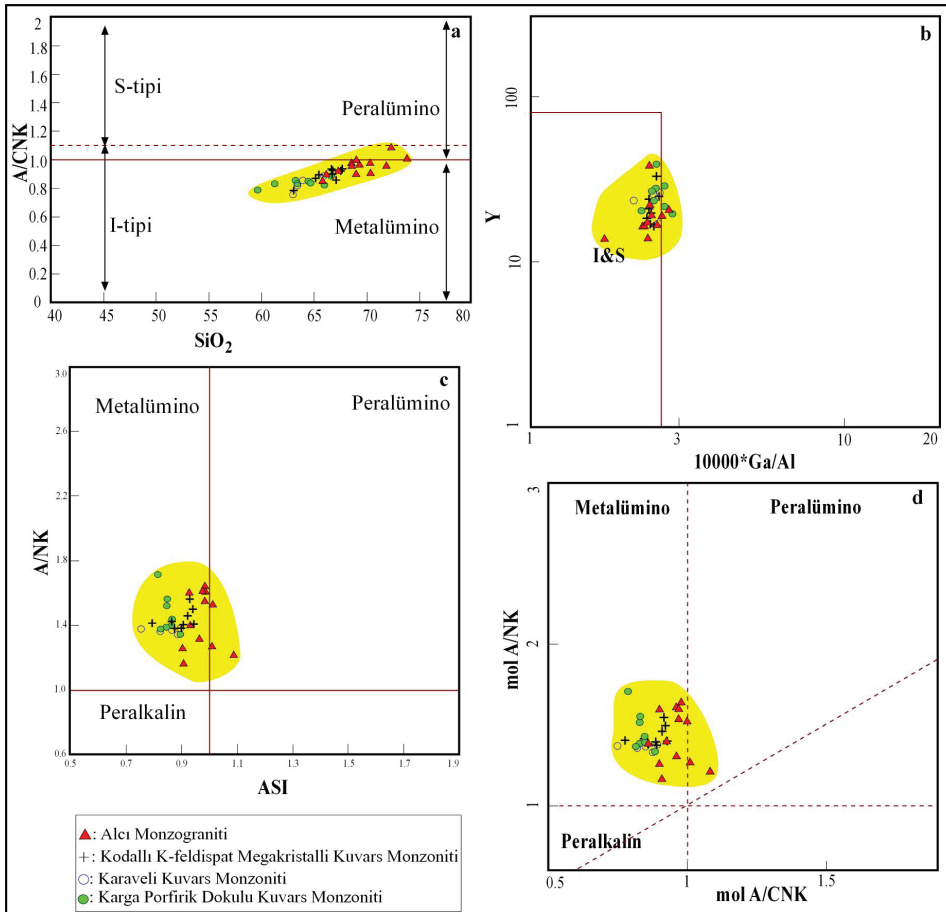 a
2
1.8
1.6
1.4
1.2
1.0
0.8
0.6
0.4
0.2
0
A/CNK
S-tipi
I-tipi
Peralümino
Metalümino
40
45
50
55
60
65
70
75
80
SiO2
b
100
10
1
Y
I&S
1
3
10
20
10000*Ga/Al
c
3.0
2.6
2.2
1.8
1.4
1.0
0.6
A/NK
Metalümino
Peralümino
Peralkalin
0.5
0.9
0.9
1.1
1.3
1.5
1.7
1.9
ASI
d
3
2
1
mol A/NK
Metalümino
Peralümino
Peralkalin
0.5
1
1.5
mol A/CNK
: Alcı Monzograniti
: Kodallı K-feldispat Megakristalli Kuvars Monzoniti
: Karaveli Kuvars Monzoniti
: Karga Porfirik Dokulu Kuvars Monzoniti